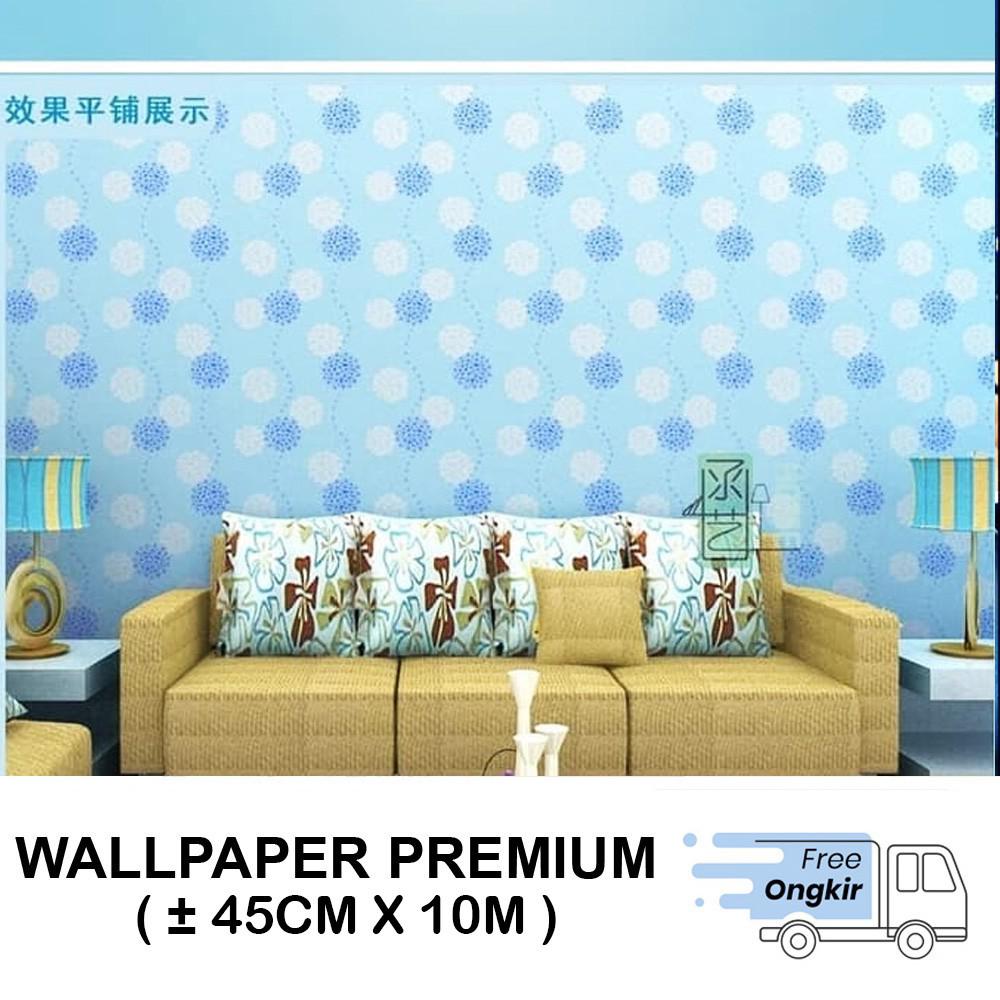 效果平铺展示
WALLPAPER PREMIUM
( ± 45CM X 10M )
Free
Ongkir